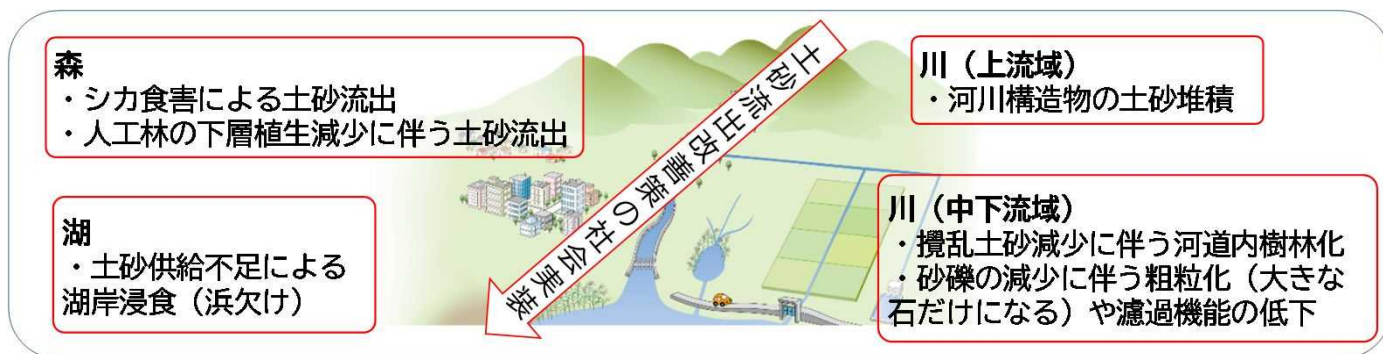 森
・シカ食害による土砂流出
・人工林の下層植生減少に伴う土砂流出
川（上流域）
・河川構造物の土砂堆積
土砂流出改善策の社会実装
湖
・土砂供給不足による
湖岸浸食（浜欠け）
川（中下流域）
・攪乱土砂減少に伴う河道内樹林化
・砂礫の減少に伴う粗粒化（大きな
石だけになる）や濾過機能の低下